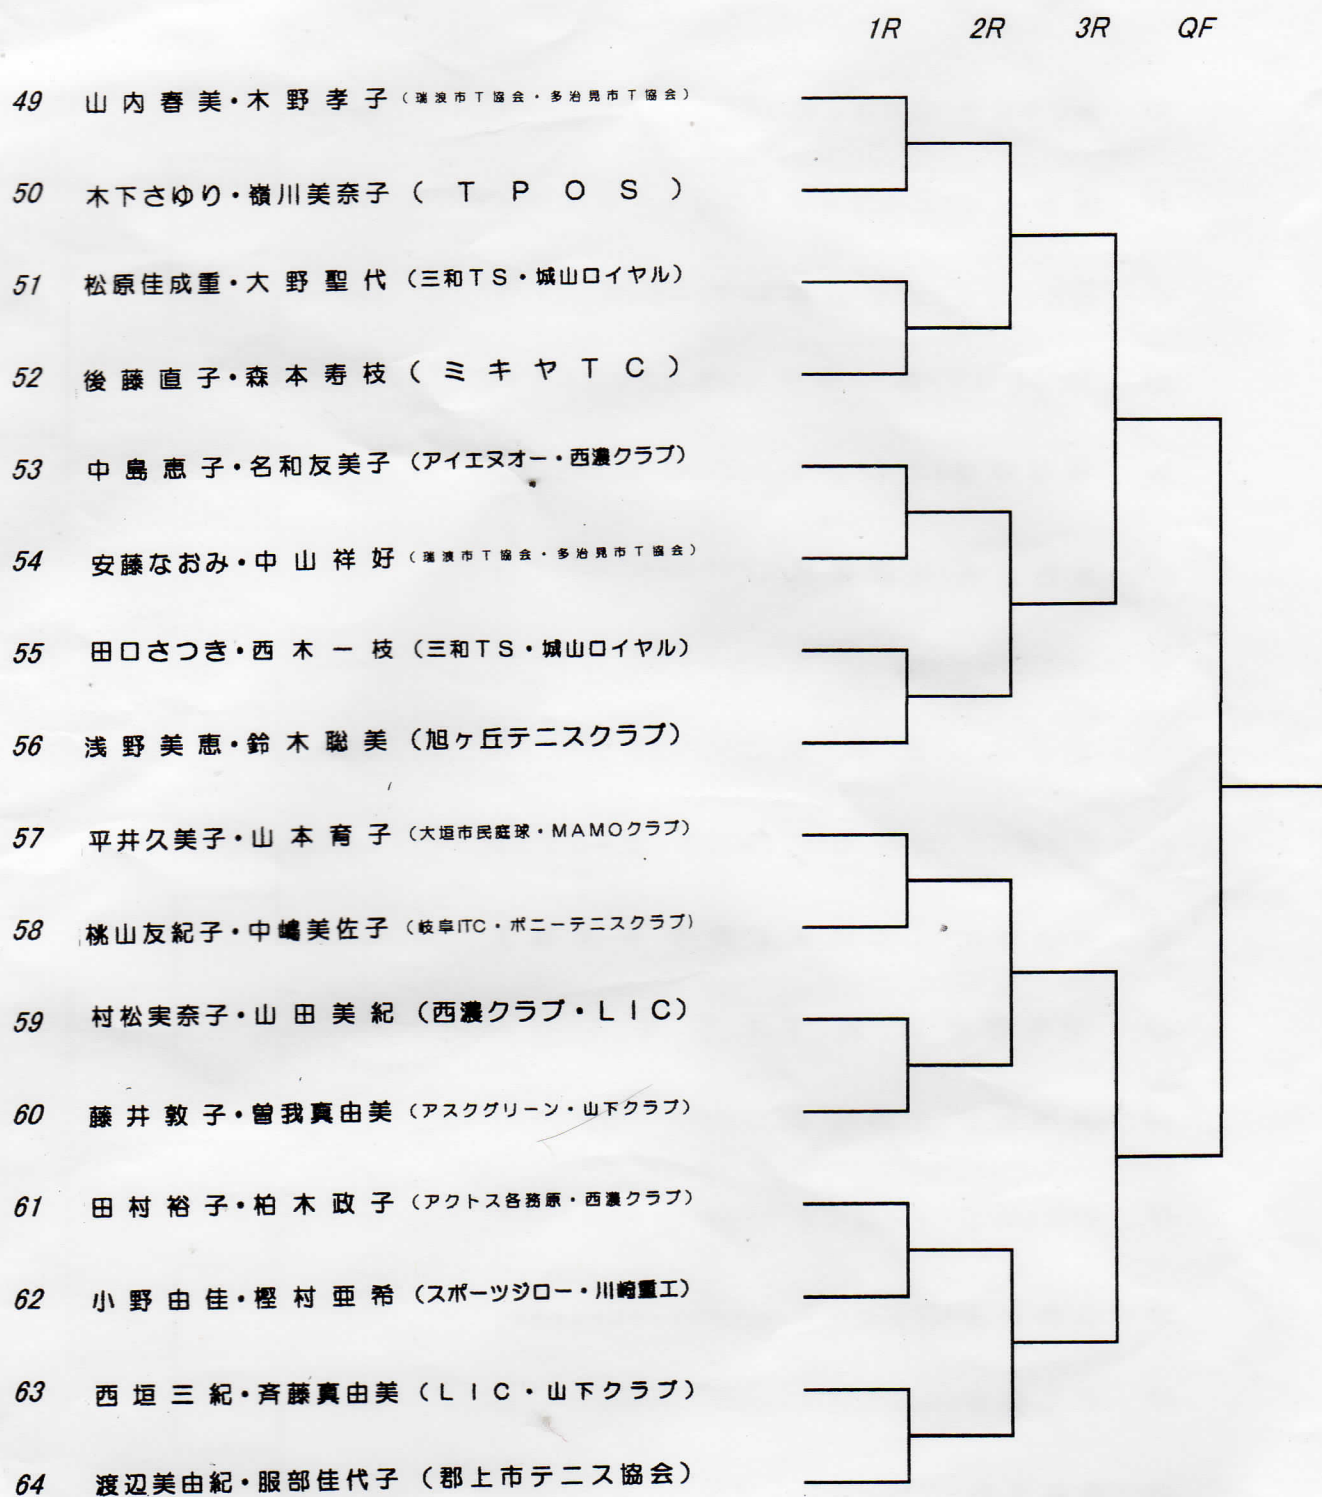 1R 2R 3R QF
49 山内春美・木野孝子（瑞浪市T協会・多治見市T協会）
50 木下さゆり・嶺川美奈子（TPOS）
51 松原佳成重・大野聖代（三和TS・城山ロイヤル）
52 後藤直子・森本寿枝（ミキヤTC）
53 中島恵子・名和友美子（アイエヌオー・西濃クラブ）
54 安藤なおみ・中山祥好（瑞浪市T協会・多治見市T協会）
55 田口さつき・西木一枝（三和TS・城山ロイヤル）
56 浅野美恵・鈴木聡美（旭ヶ丘テニスクラブ）
57 平井久美子・山本育子（大垣市民庭球・MAMOクラブ）
58 桃山友紀子・中嶋美佐子（岐阜ITC・ポニーテニスクラブ）
59 村松実奈子・山田美紀（西濃クラブ・LIC）
60 藤井敦子・曽我真由美（アスクグリーン・山下クラブ）
61 田村裕子・柏木政子（アクトス各務原・西濃クラブ）
62 小野由佳・樫村亜希（スポーツジロー・川崎重工）
63 西垣三紀・斉藤真由美（LIC・山下クラブ）
64 渡辺美由紀・服部佳代子（郡上市テニス協会）